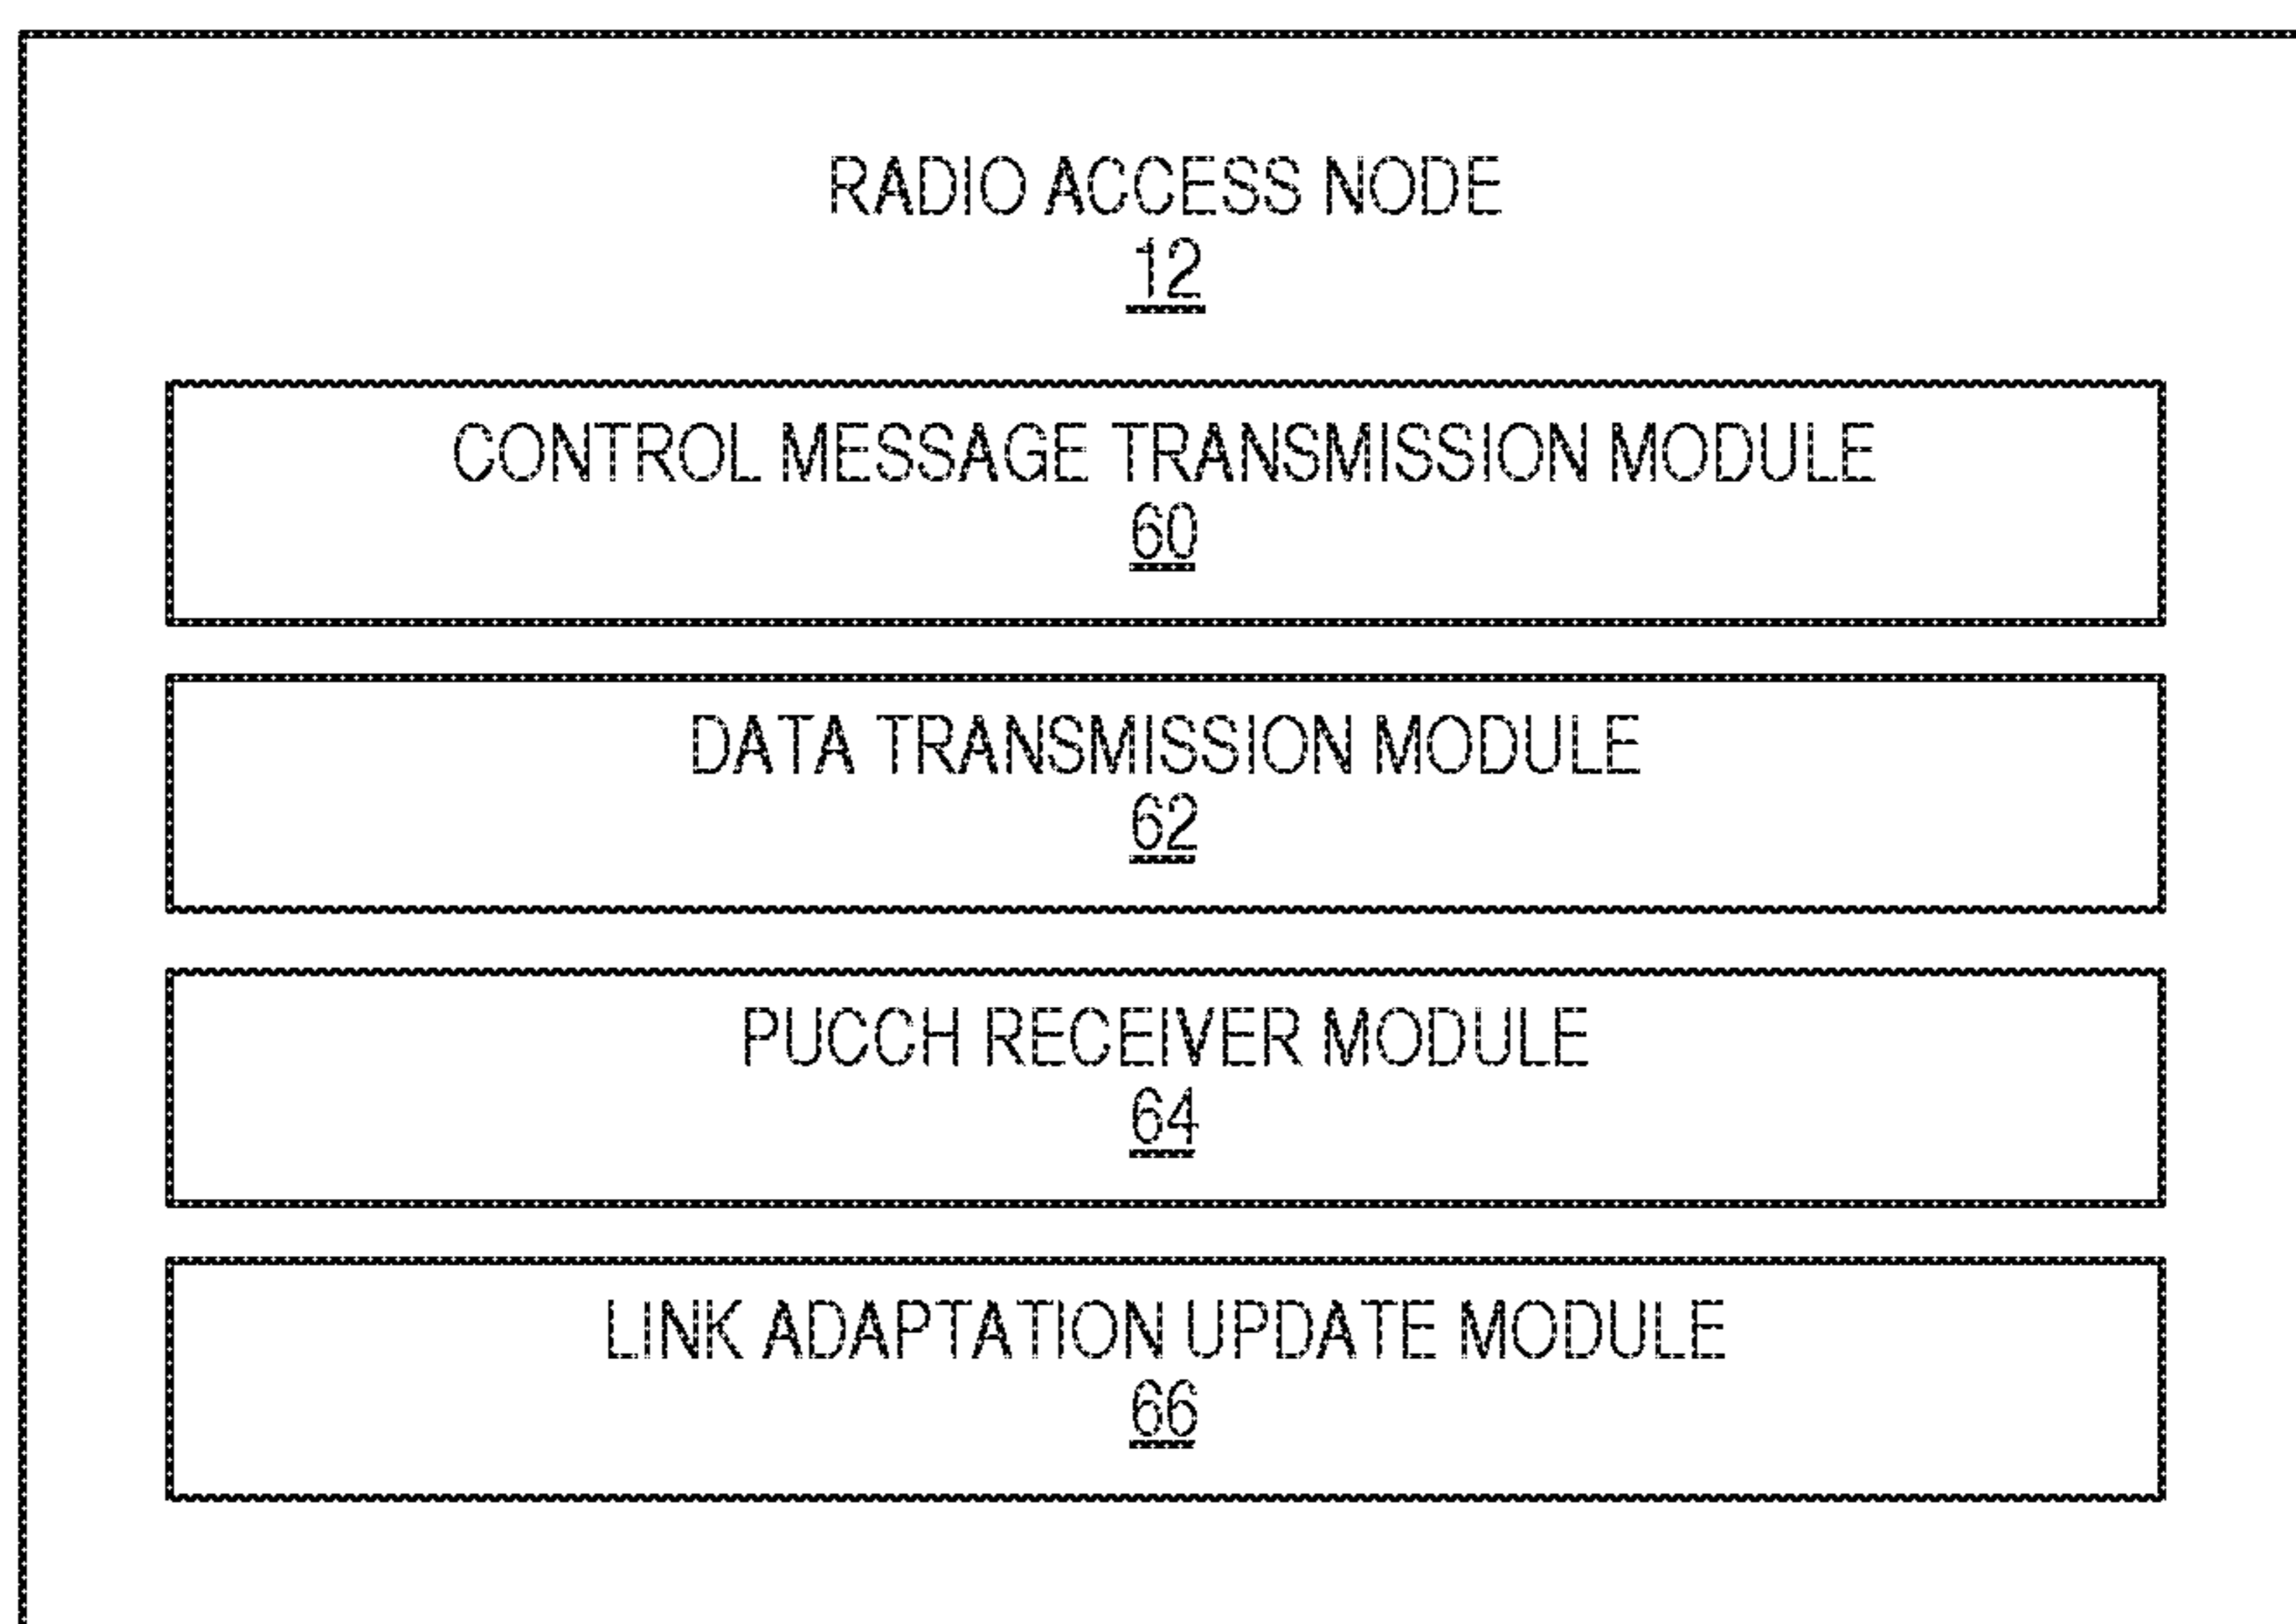 RADIO ACCESS NODE
12
CONTROL MESSAGE TRANSMISSION MODULE
60
DATA TRANSMISSION MODULE
62
PUCCH RECEIVER MODULE
64
LINK ADAPTATION UPDATE MODULE
66